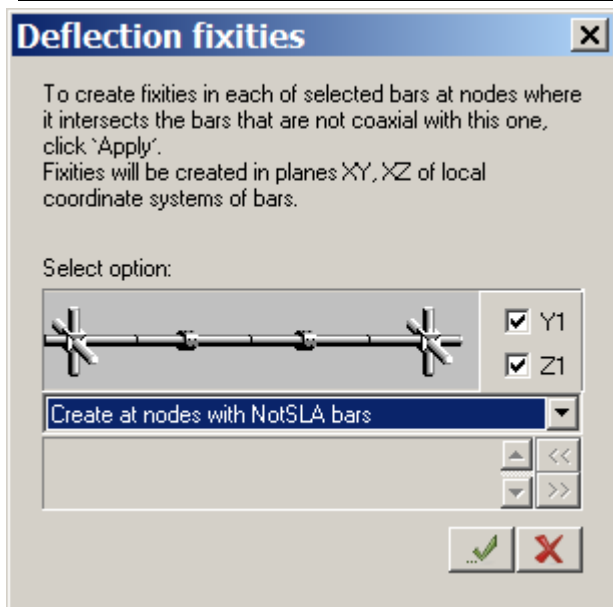 Deflection fixities
To create fixities in each of selected bars at nodes where
it intersects the bars that are not coaxial with this one,
click `Apply´.
Fixities will be created in planes XY, XZ of local
coordinate systems of bars.
Select option:
Y1
Z1
Create at nodes with NotSLA bars
<<
>>